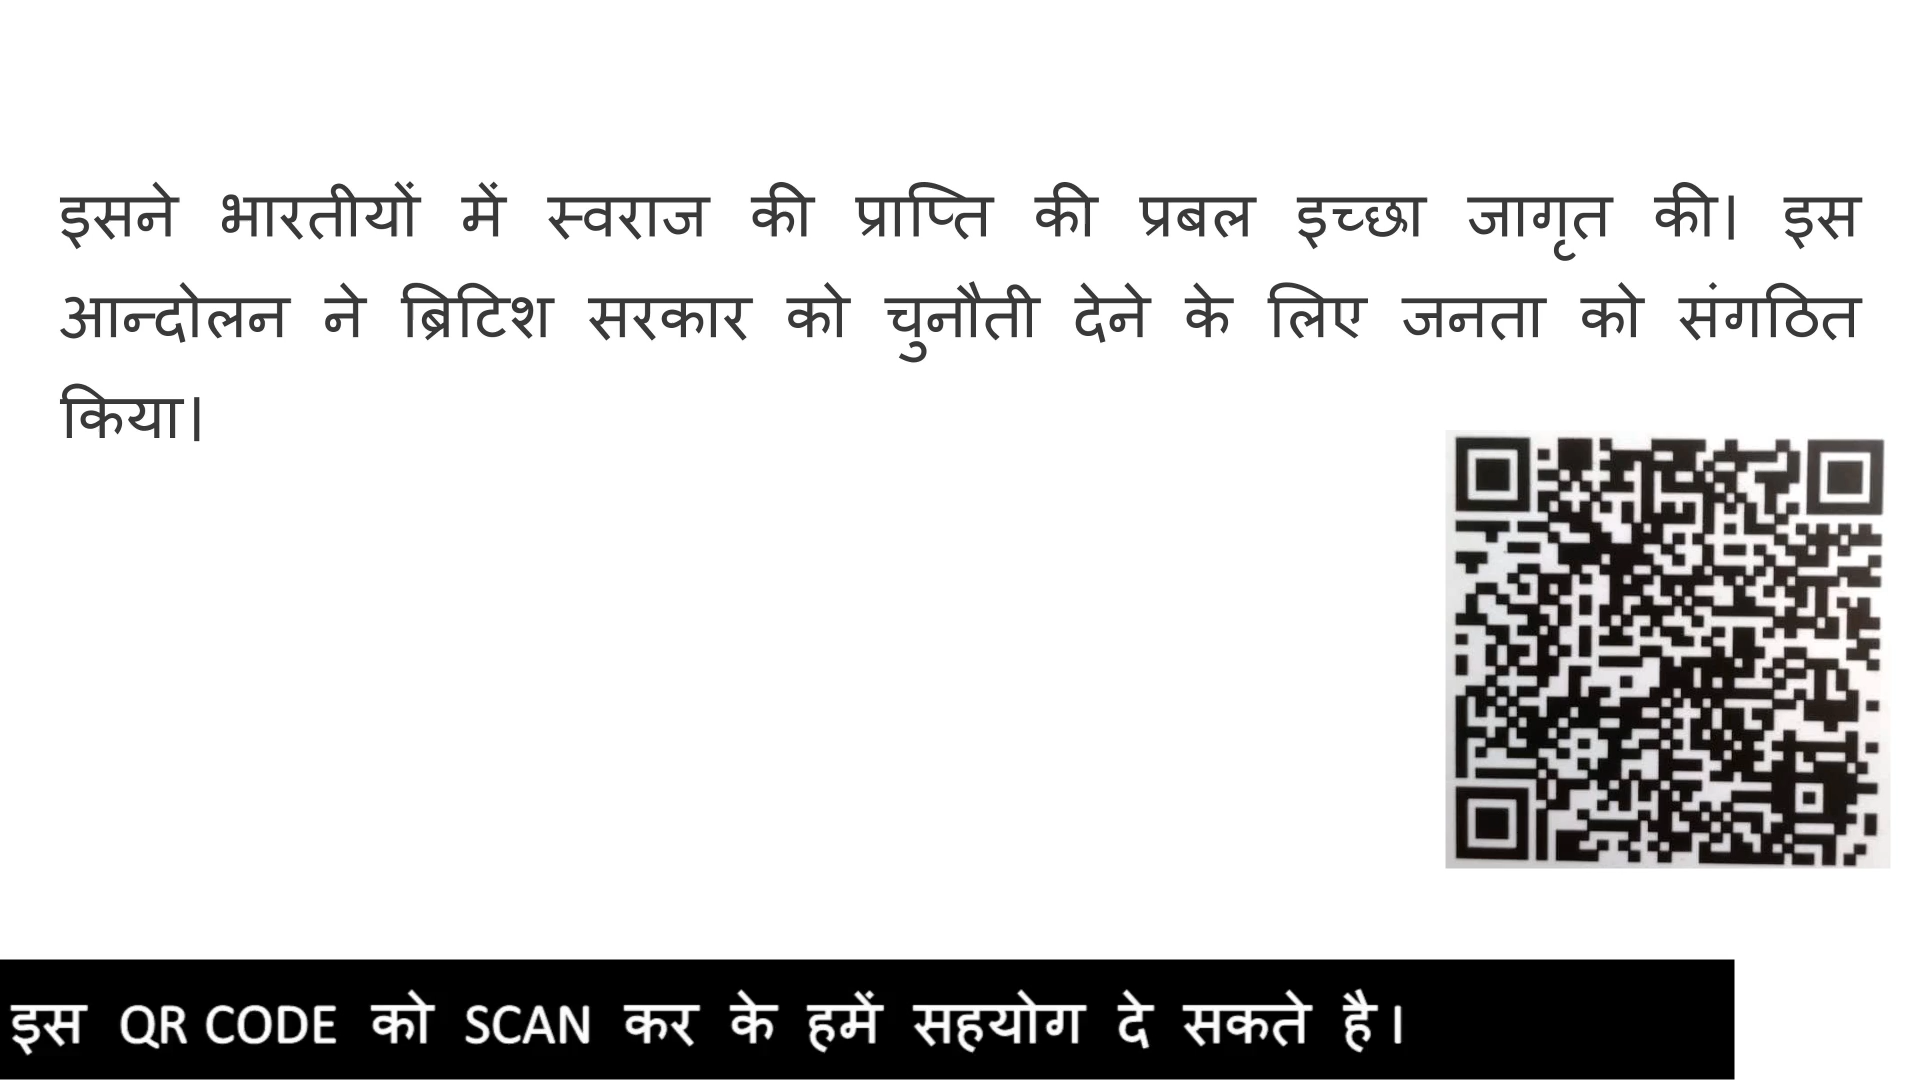 इसने भारतीयों में स्वराज की प्राप्ति की प्रबल इच्छा जागृत की| इस
आन्दोलन ने ब्रिटिश सरकार को चुनौती देने के लिए जनता को संगठित
किया|
इस QR CODE को SCAN कर के हमें सहयोग दे सकते है।